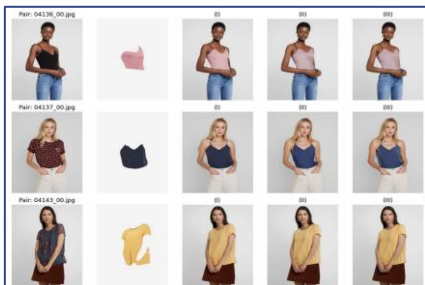 Pair: 04136_00.jpg (I) (II) (III)
Pair: 04137_00.jpg (I) (II) (III)
Pair: 04143_00.jpg (I) (II) (III)